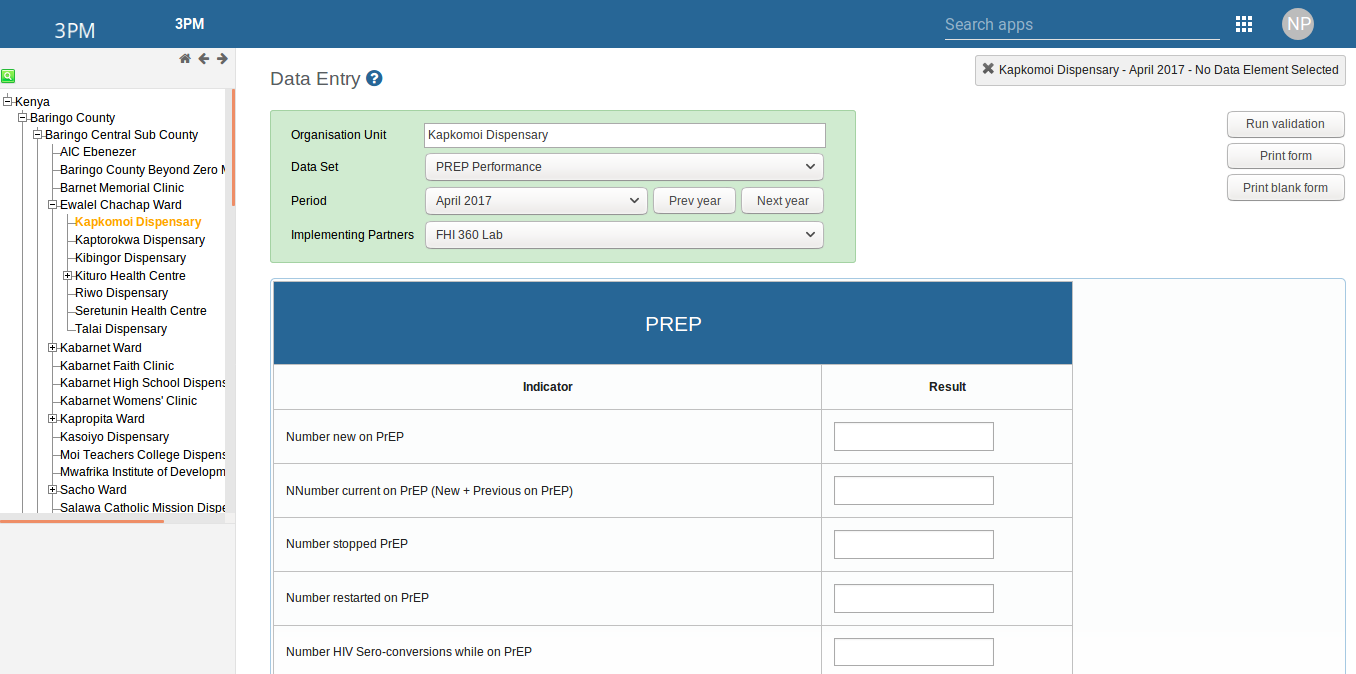 3PM
3PM
Search apps
NP
Kenya
Baringo County
Baringo Central Sub County
AIC Ebenezer
Baringo County Beyond Zero
Barnet Memorial Clinic
Ewalel Chachap Ward
Kapkomoi Dispensary
Kaptorokwa Dispensary
Kibingor Dispensary
Kituro Health Centre
Riwo Dispensary
Seretunin Health Centre
Talai Dispensary
Kabarnet Ward
Kabarnet Faith Clinic
Kabarnet High School Dispens
Kabarnet Womens' Clinic
Kapropita Ward
Kasoiyo Dispensary
Moi Teachers College Dispens
Mwafrika Institute of Developm
Sacho Ward
Salawa Catholic Mission Dispe
Data Entry ?
Kapkomoi Dispensary - April 2017 - No Data Element Selected
Organisation Unit Kapkomoi Dispensary
Data Set PREP Performance
Period April 2017 Prev year Next year
Implementing Partners FHI 360 Lab
Run validation
Print form
Print blank form
PREP
Indicator Result
Number new on PrEP
NNumber current on PrEP (New + Previous on PrEP)
Number stopped PrEP
Number restarted on PrEP
Number HIV Sero-conversions while on PrEP